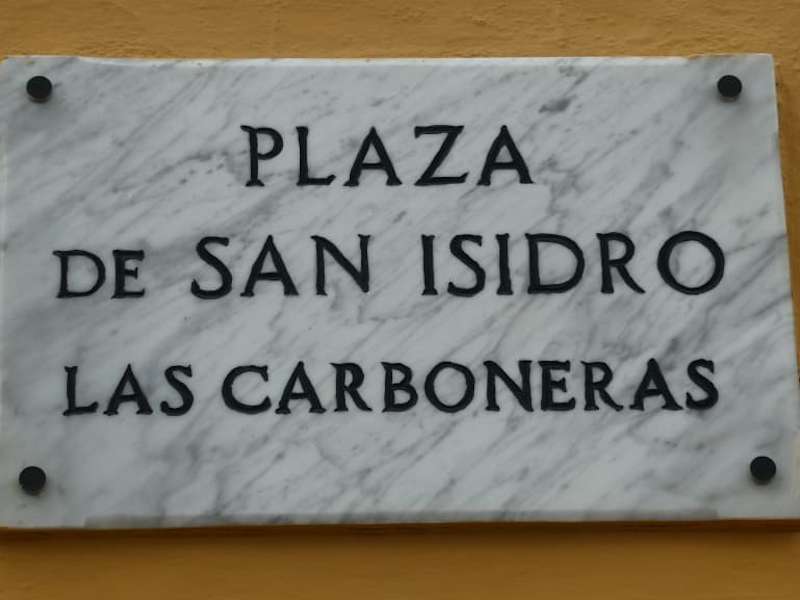 PLAZA
DE SAN ISIDRO
LAS CARBONERAS